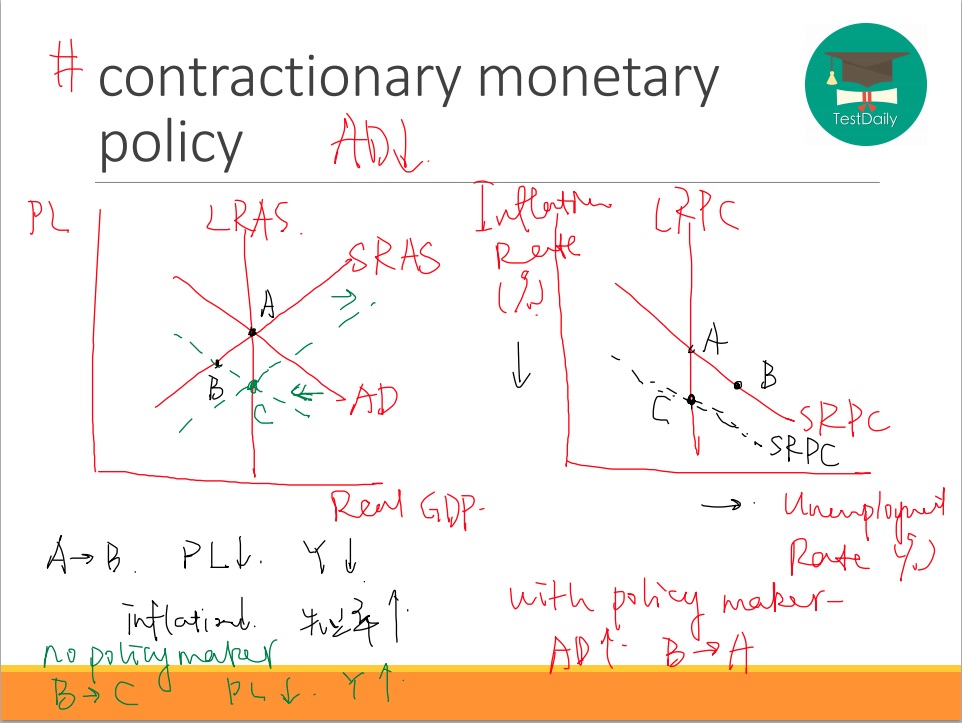 # contractionary monetary
policy AD↓.
TestDaily
PL
LRAS.
SRAS
A
B
C
AD
Real GDP
Inflation
Rate
(%)
LRPC
A
B
C
SRPC
SRPC
Unemployment
Rate %)
A→B. PL↓. Y↓.
inflation↓. 失业率↑.
no policy maker
B→C PL↓. Y↑.
with policy maker
AD↑. B→A